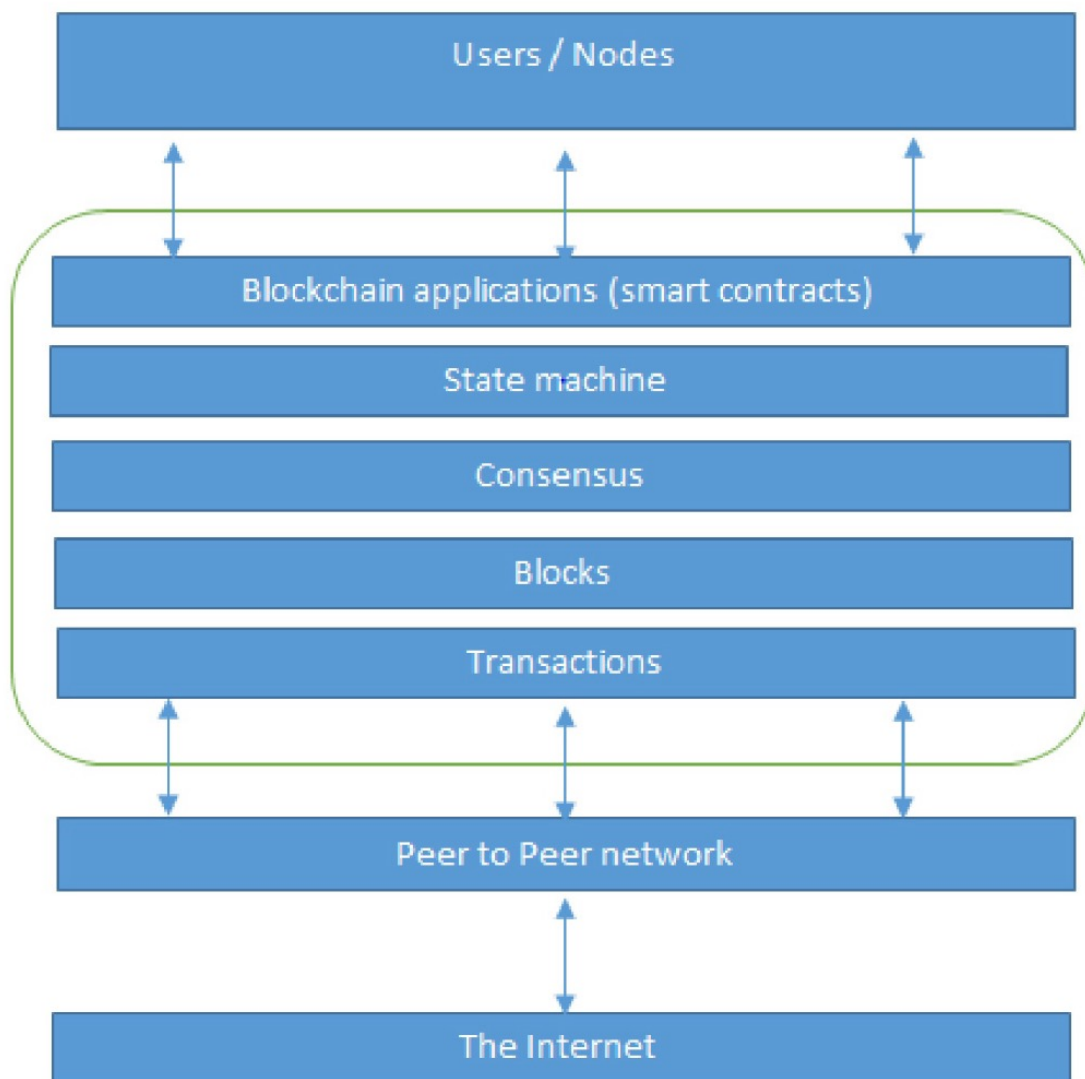 Users / Nodes
Blockchain applications (smart contracts)
State machine
Consensus
Blocks
Transactions
Peer to Peer network
The Internet